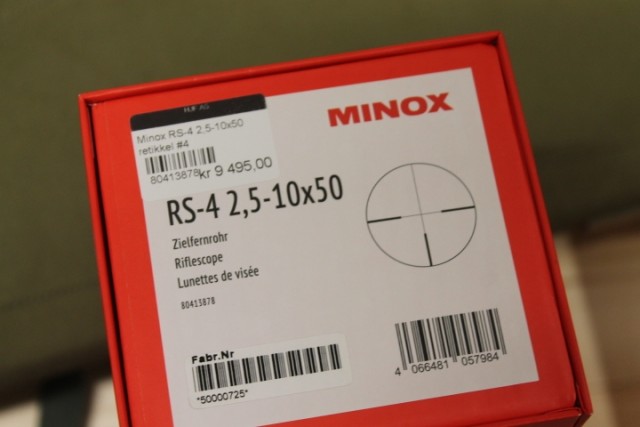 HJF AS
Minox RS-4 2,5-10x50
retikkel #4
80413878
kr 9 495,00
MINOX
RS-4 2,5-10x50
Zielfernrohr
Riflescope
Lunettes de visée
80413878
Fabr.Nr
*50000725*
4 066481 057984